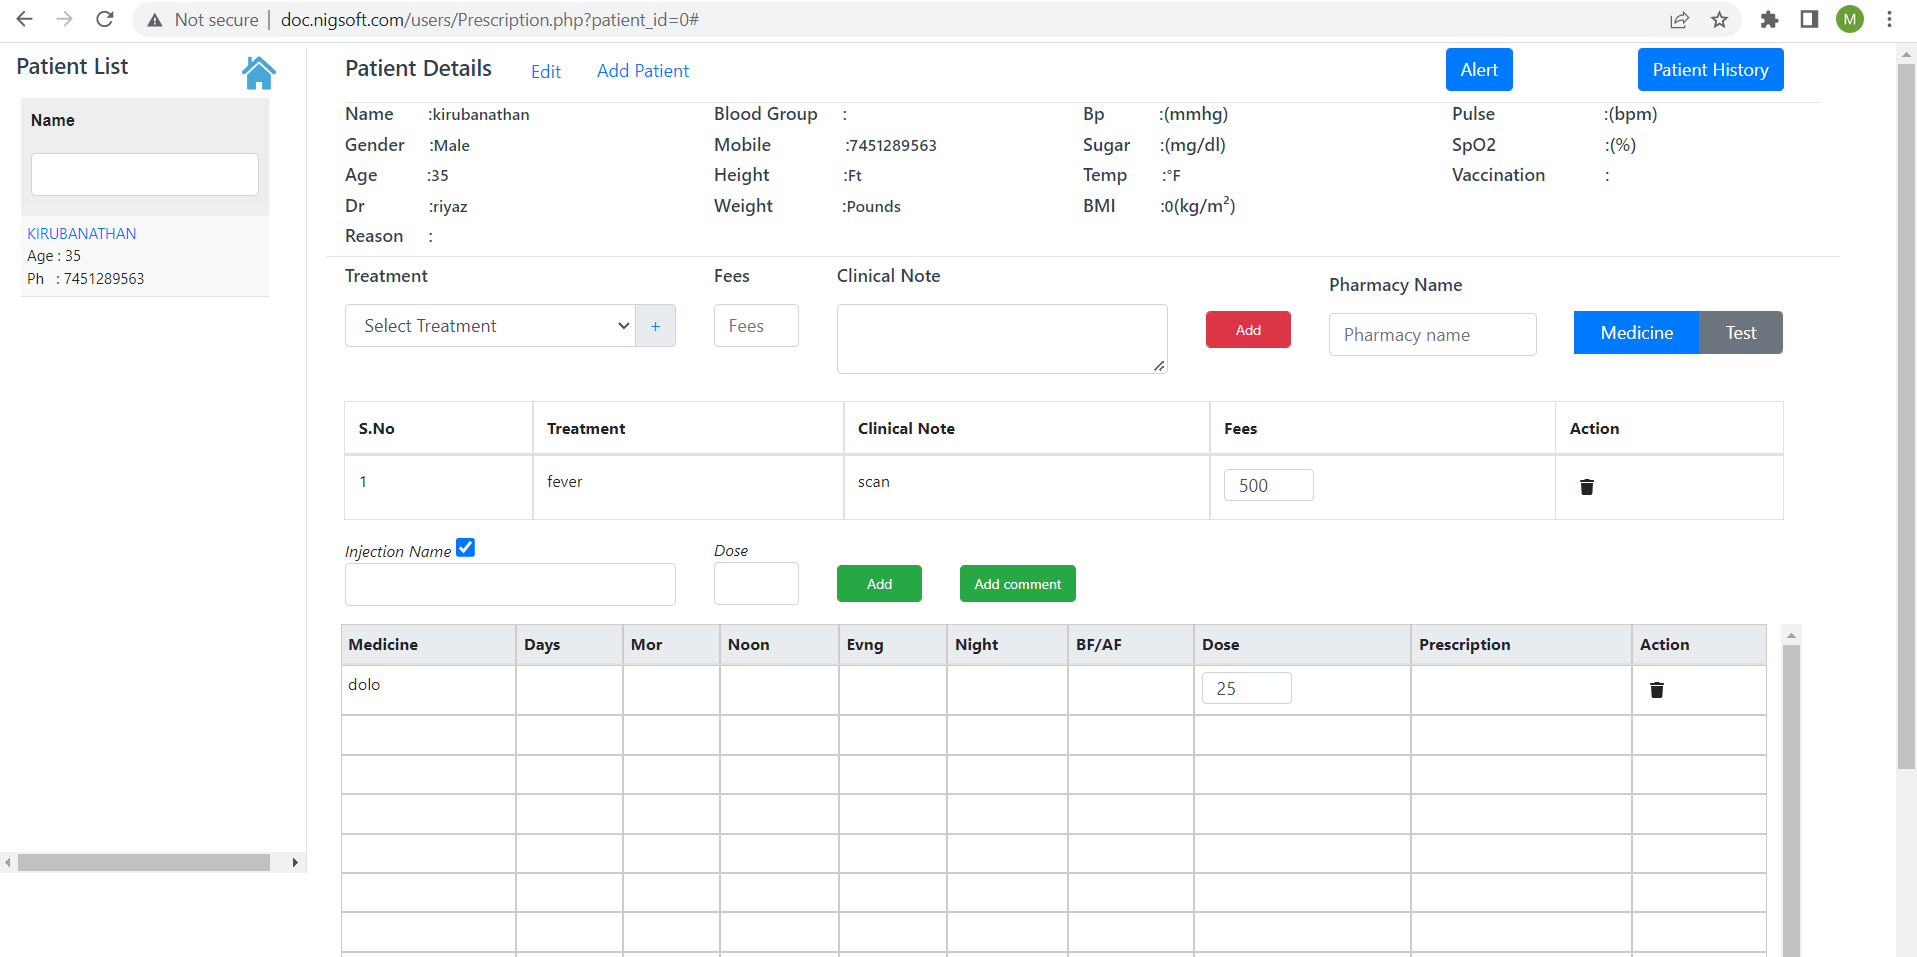 Not secure | doc.nigsoft.com/users/Prescription.php?patient_id=0#
M
Patient List
Name
KIRUBANATHAN
Age : 35
Ph : 7451289563
Patient Details Edit Add Patient Alert Patient History
Name :kirubanathan Blood Group : Bp :(mmhg) Pulse :(bpm)
Gender :Male Mobile :7451289563 Sugar :(mg/dl) SpO2 :(%)
Age :35 Height :Ft Temp :°F Vaccination :
Dr :riyaz Weight :Pounds BMI :0(kg/m²)
Reason :
Treatment Fees Clinical Note Pharmacy Name
Select Treatment + Fees Add Pharmacy name Medicine Test
S.No Treatment Clinical Note Fees Action
1 fever scan 500
Injection Name Dose
Add Add comment
Medicine Days Mor Noon Evng Night BF/AF Dose Prescription Action
dolo 25